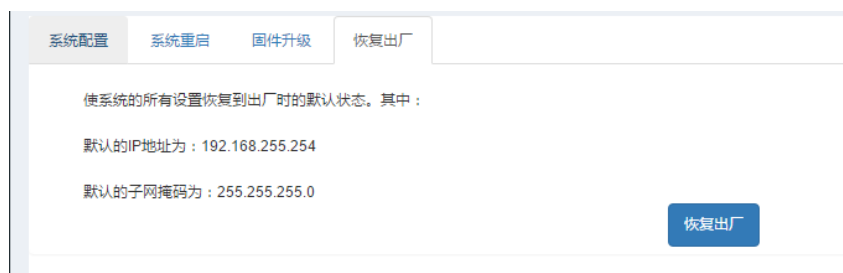 系统配置 系统重启 固件升级 恢复出厂
使系统的所有设置恢复到出厂时的默认状态。其中：
默认的IP地址为：192.168.255.254
默认的子网掩码为：255.255.255.0
恢复出厂